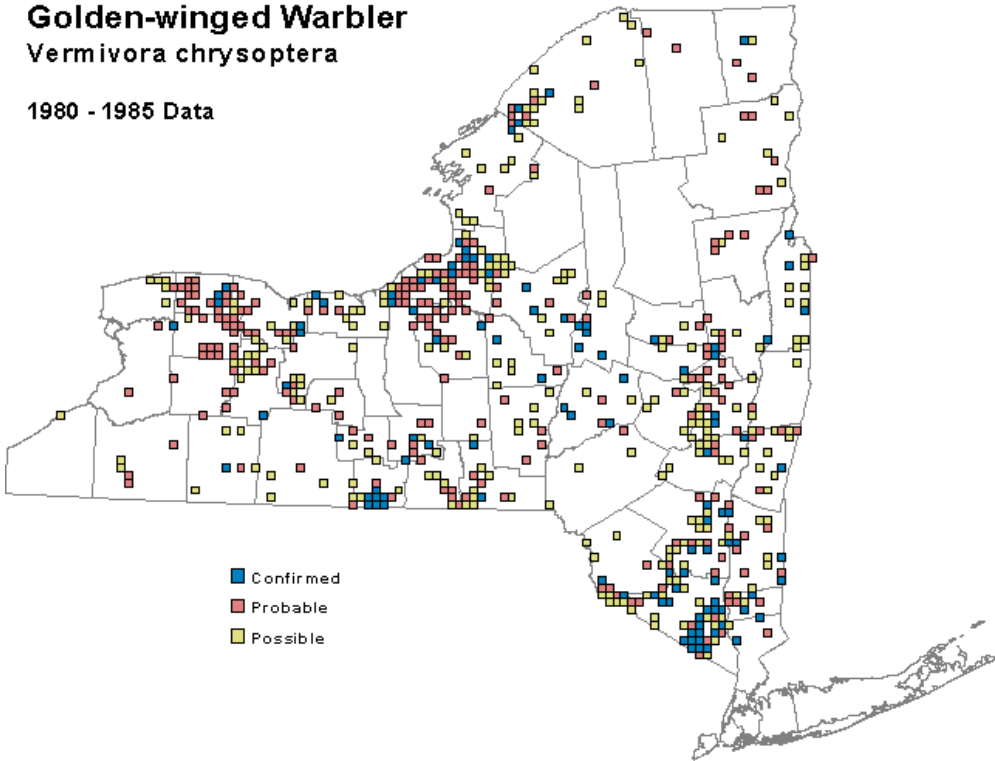 Golden-winged Warbler
Vermivora chrysoptera
1980 - 1985 Data
Confirmed
Probable
Possible